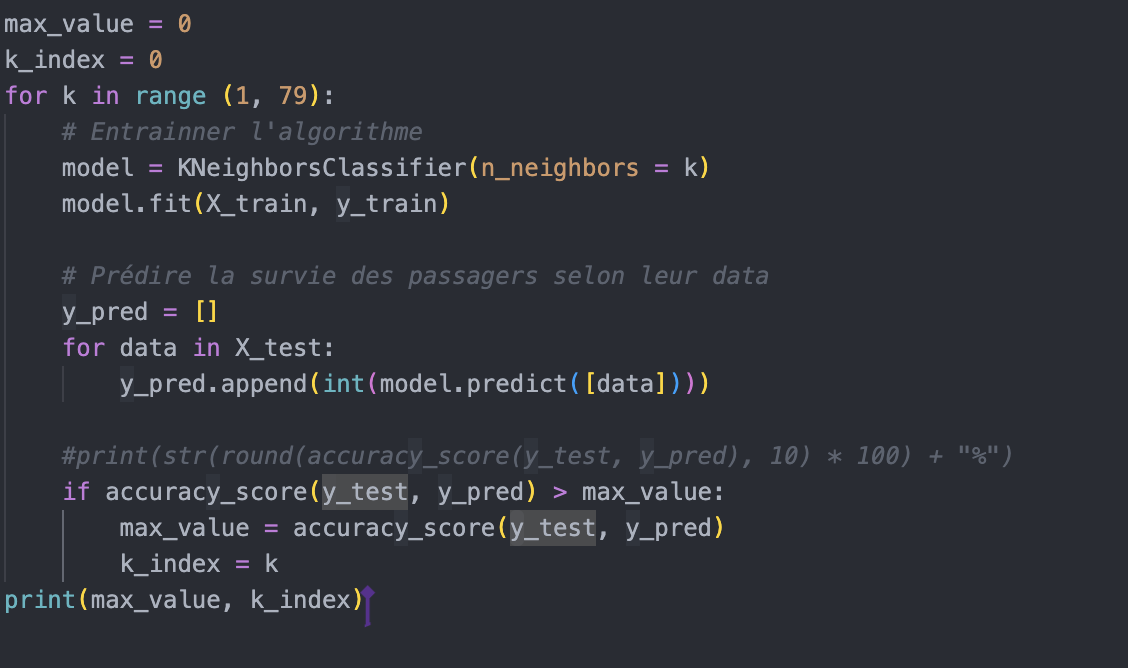 max_value = 0
k_index = 0
for k in range (1, 79):
    # Entrainner l'algorithme
    model = KNeighborsClassifier(n_neighbors = k)
    model.fit(X_train, y_train)

    # Prédire la survie des passagers selon leur data
    y_pred = []
    for data in X_test:
        y_pred.append(int(model.predict([data])))

    #print(str(round(accuracy_score(y_test, y_pred), 10) * 100) + "%")
    if accuracy_score(y_test, y_pred) > max_value:
        max_value = accuracy_score(y_test, y_pred)
        k_index = k
print(max_value, k_index)